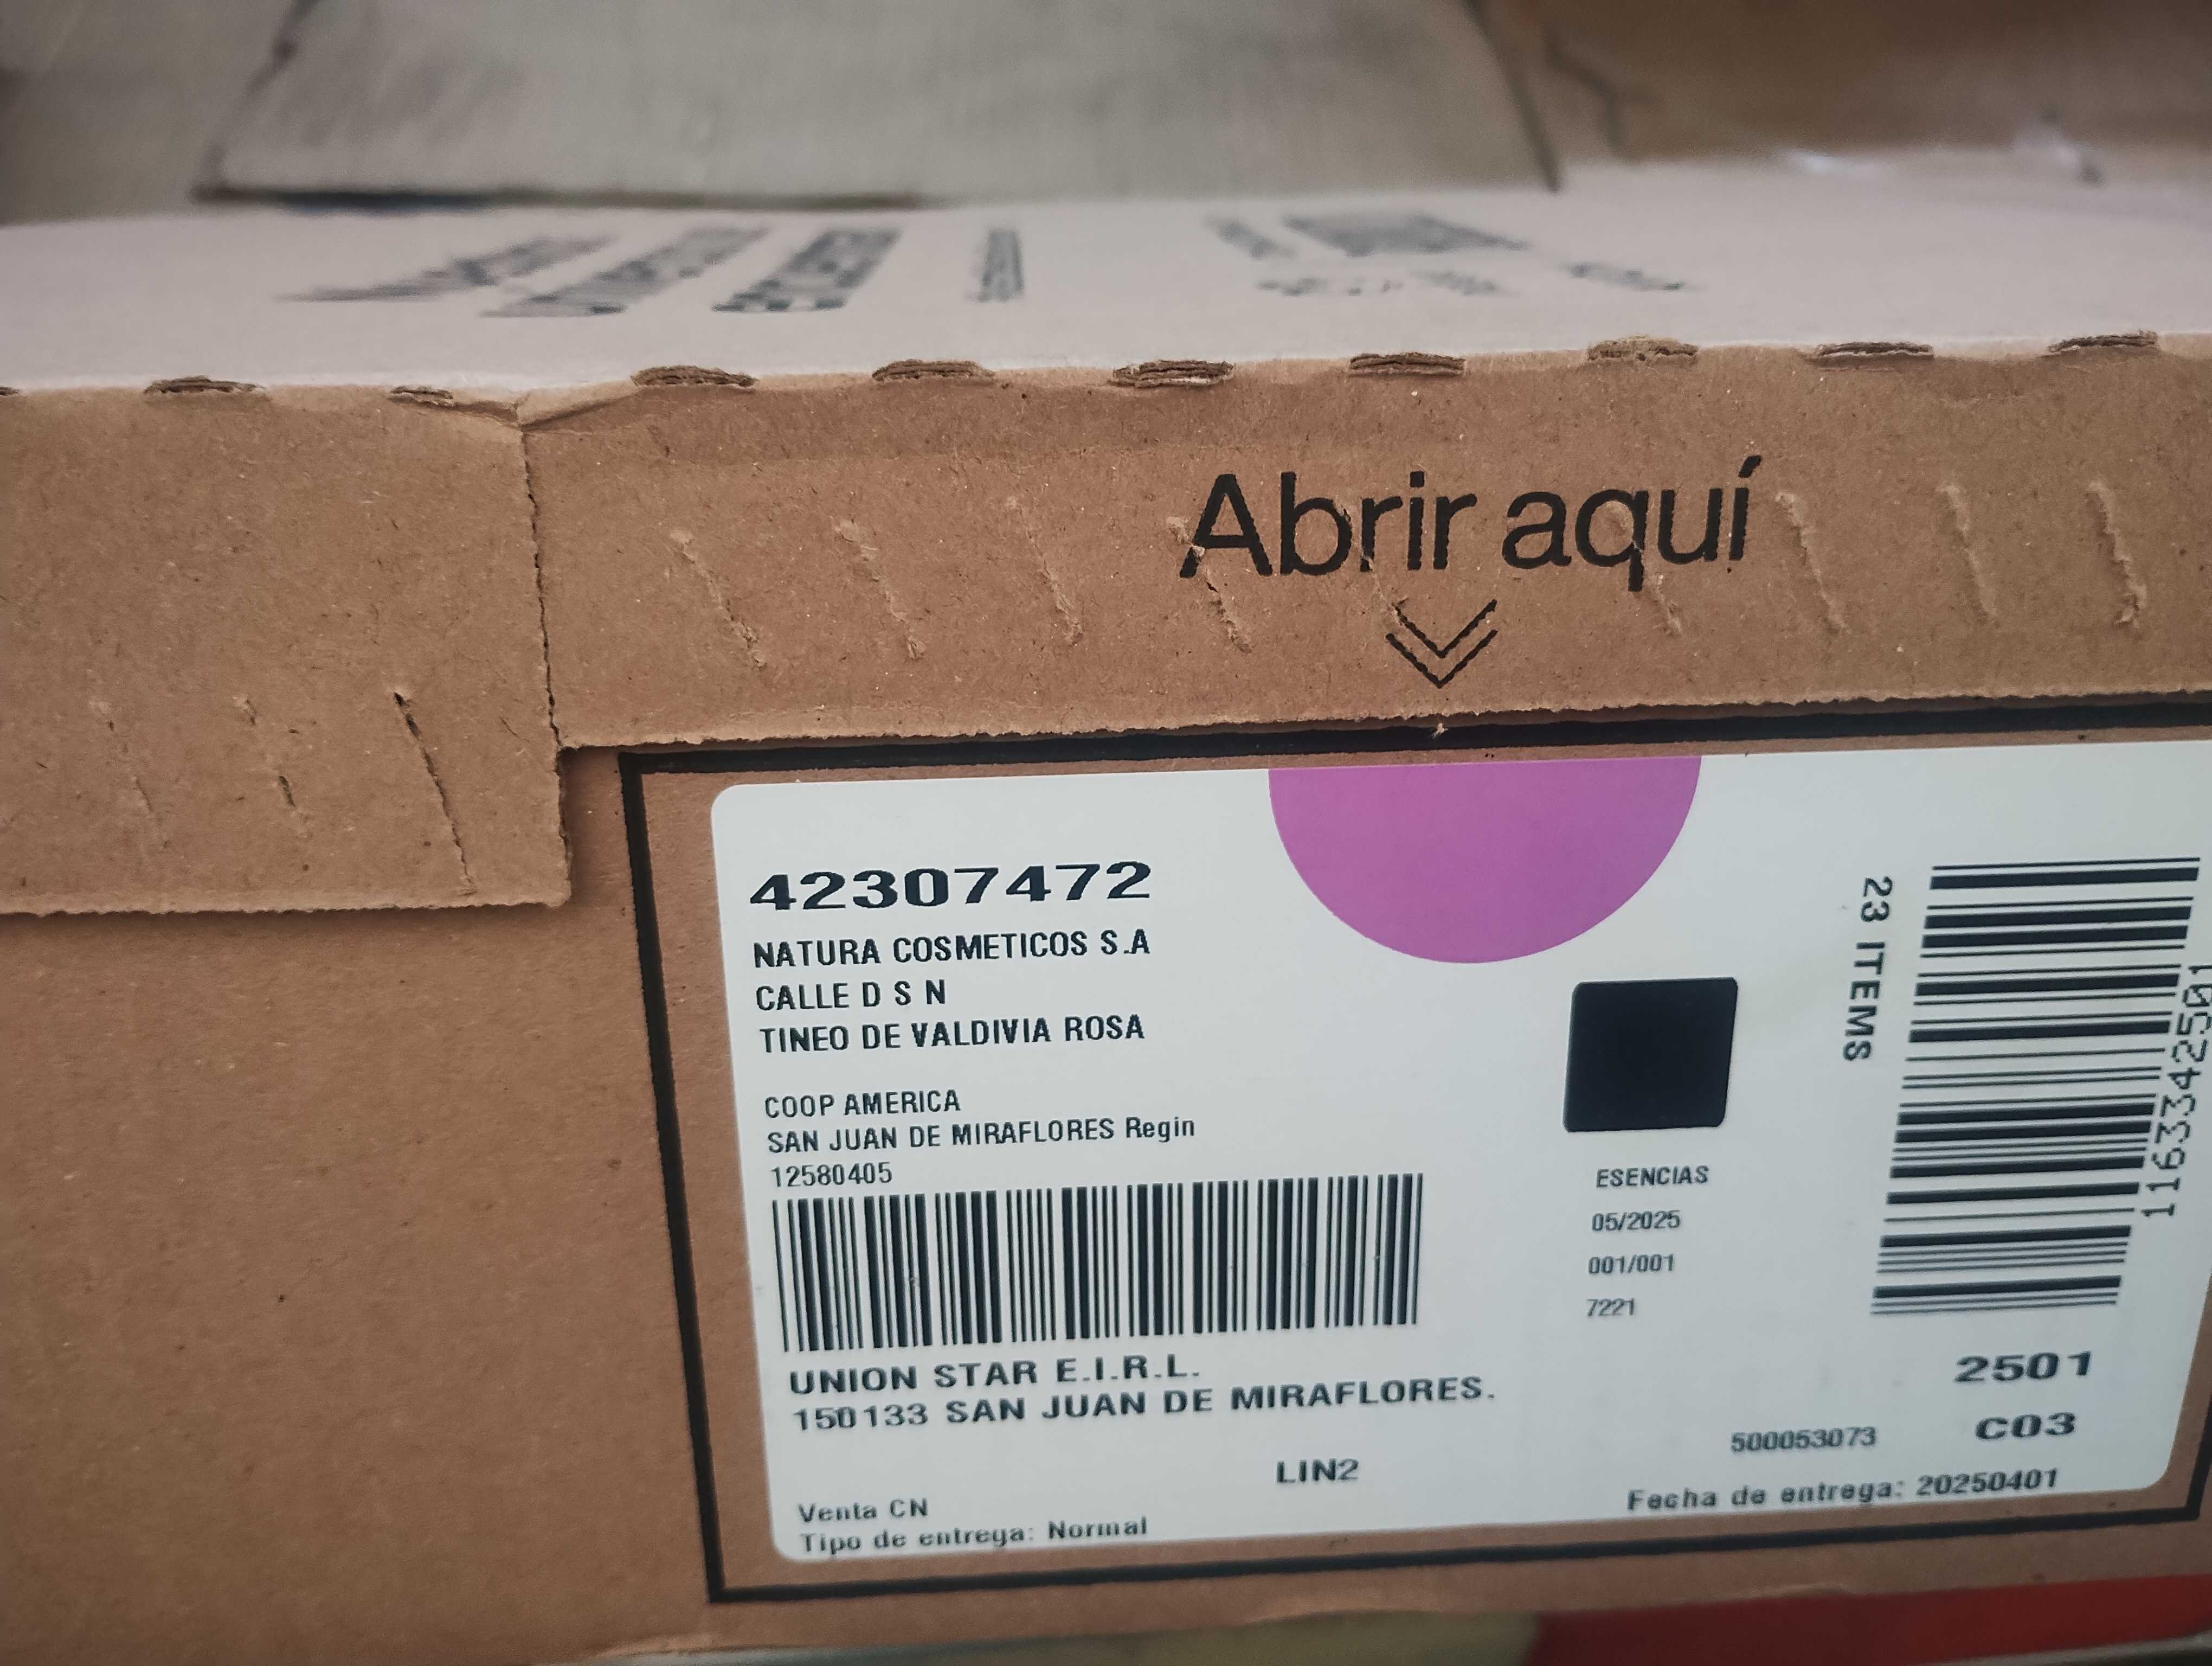 Abrir aquí
42307472
NATURA COSMETICOS S.A
CALLE D S N
TINEO DE VALDIVIA ROSA
COOP AMERICA
SAN JUAN DE MIRAFLORES Regin
12580405
UNION STAR E.I.R.L.
150133 SAN JUAN DE MIRAFLORES.
LIN2
Venta CN
Tipo de entrega: Normal
ESENCIAS
05/2025
001/001
7221
23 ITEMS
1163342501
2501
C03
500053073
Fecha de entrega: 20250401